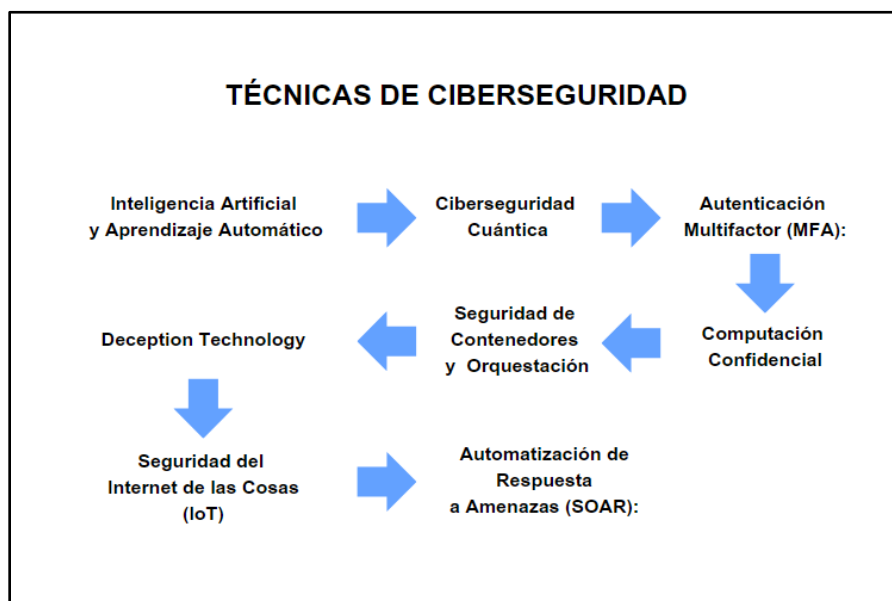 TÉCNICAS DE CIBERSEGURIDAD
Inteligencia Artificial
y Aprendizaje Automático
Ciberseguridad
Cuántica
Autenticación
Multifactor (MFA):
Computación
Confidencial
Seguridad de
Contenedores
y Orquestación
Deception Technology
Seguridad del
Internet de las Cosas
(IoT)
Automatización de
Respuesta
a Amenazas (SOAR):